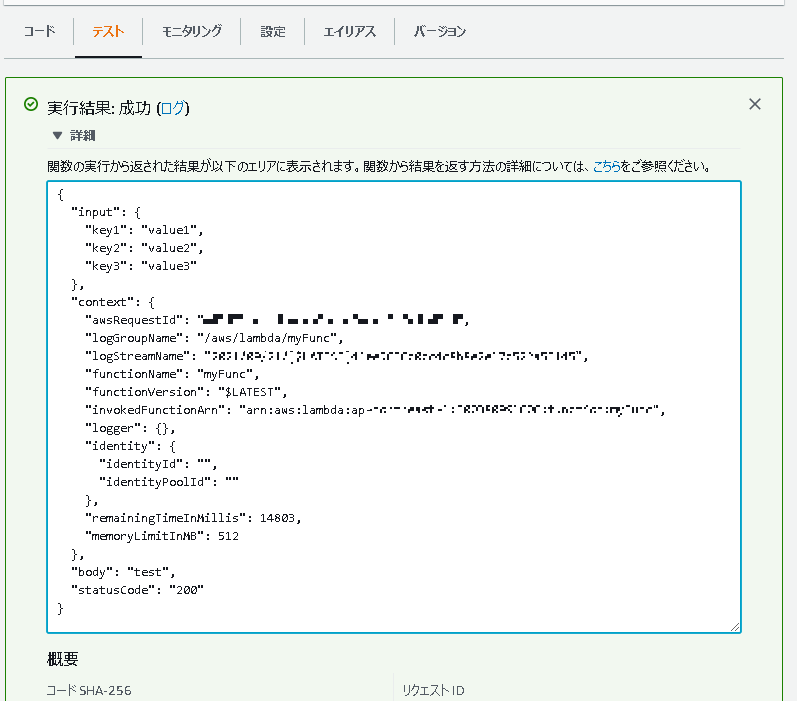 コード テスト モニタリング 設定 エイリアス バージョン
実行結果: 成功 (ログ)
▼ 詳細
関数の実行から返された結果が以下のエリアに表示されます。関数から結果を返す方法の詳細については、こちらをご参照ください。
{
"input": {
"key1": "value1",
"key2": "value2",
"key3": "value3"
},
"context": {
"awsRequestId": "
"logGroupName": "/aws/lambda/myFunc",
"logStreamName": "
"functionName": "myFunc",
"functionVersion": "$LATEST",
"invokedFunctionArn": "arn:aws:lambda:ap-
"logger": {},
"identity": {
"identityId": "",
"identityPoolId": ""
},
"remainingTimeInMillis": 14803,
"memoryLimitInMB": 512
},
"body": "test",
"statusCode": "200"
}
概要
コード SHA-256 リクエスト ID